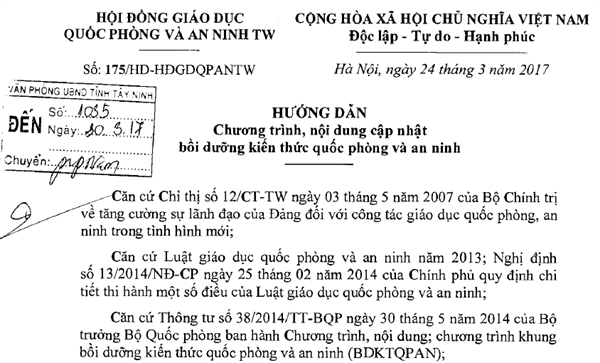 HỘI ĐỒNG GIÁO DỤC
QUỐC PHÒNG VÀ AN NINH TW
CỘNG HÒA XÃ HỘI CHỦ NGHĨA VIỆT NAM
Độc lập - Tự do - Hạnh phúc
Số: 175/HD-HĐGDQPANTW
Hà Nội, ngày 24 tháng 3 năm 2017
VĂN PHÒNG UBND TỈNH TÂY NINH
ĐẾN
Số: 1035
Ngày: 30.3.17
Chuyển:
HƯỚNG DẪN
Chương trình, nội dung cập nhật
bồi dưỡng kiến thức quốc phòng và an ninh
Căn cứ Chỉ thị số 12/CT-TW ngày 03 tháng 5 năm 2007 của Bộ Chính trị
về tăng cường sự lãnh đạo của Đảng đối với công tác giáo dục quốc phòng, an
ninh trong tình hình mới;
Căn cứ Luật giáo dục quốc phòng và an ninh năm 2013; Nghị định
số 13/2014/NĐ-CP ngày 25 tháng 02 năm 2014 của Chính phủ quy định chi
tiết thi hành một số điều của Luật giáo dục quốc phòng và an ninh;
Căn cứ Thông tư số 38/2014/TT-BQP ngày 30 tháng 5 năm 2014 của Bộ
trưởng Bộ Quốc phòng ban hành Chương trình, nội dung; chương trình khung
bồi dưỡng kiến thức quốc phòng và an ninh (BDKTQPAN);